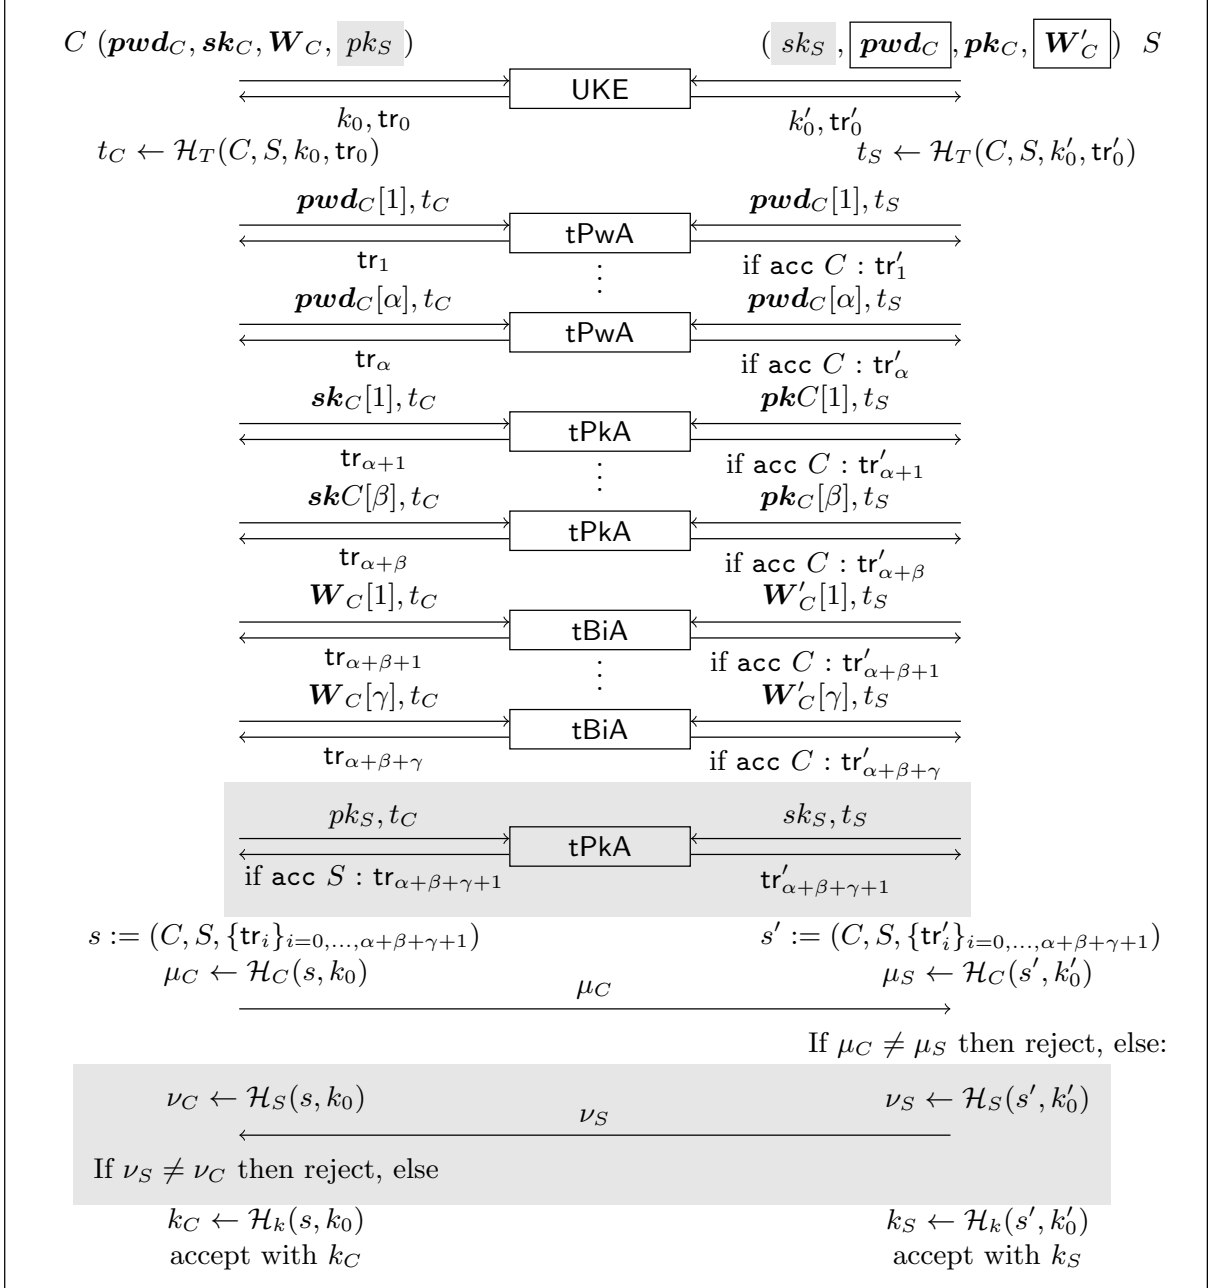 C (pwd_C, sk_C, W_C, pk_S) (sk_S, pwd_C, pk_C, W'_C) S
UKE
k_0, tr_0 k'_0, tr'_0
t_C ← H_T(C, S, k_0, tr_0) t_S ← H_T(C, S, k'_0, tr'_0)
pwd_C[1], t_C pwd_C[1], t_S
tPwA
tr_1 if acc C : tr'_1
⋮
pwd_C[α], t_C pwd_C[α], t_S
tPwA
tr_α if acc C : tr'_α
sk_C[1], t_C pkC[1], t_S
tPkA
tr_{α+1} if acc C : tr'_{α+1}
⋮
skC[β], t_C pk_C[β], t_S
tPkA
tr_{α+β} if acc C : tr'_{α+β}
W_C[1], t_C W'_C[1], t_S
tBiA
tr_{α+β+1} if acc C : tr'_{α+β+1}
⋮
W_C[γ], t_C W'_C[γ], t_S
tBiA
tr_{α+β+γ} if acc C : tr'_{α+β+γ}
pk_S, t_C sk_S, t_S
tPkA
if acc S : tr_{α+β+γ+1} tr'_{α+β+γ+1}
s := (C, S, {tr_i}_{i=0,...,α+β+γ+1}) s' := (C, S, {tr'_i}_{i=0,...,α+β+γ+1})
μ_C ← H_C(s, k_0) μ_S ← H_C(s', k'_0)
μ_C
If μ_C ≠ μ_S then reject, else:
ν_C ← H_S(s, k_0) ν_S ← H_S(s', k'_0)
ν_S
If ν_S ≠ ν_C then reject, else
k_C ← H_k(s, k_0) k_S ← H_k(s', k'_0)
accept with k_C accept with k_S